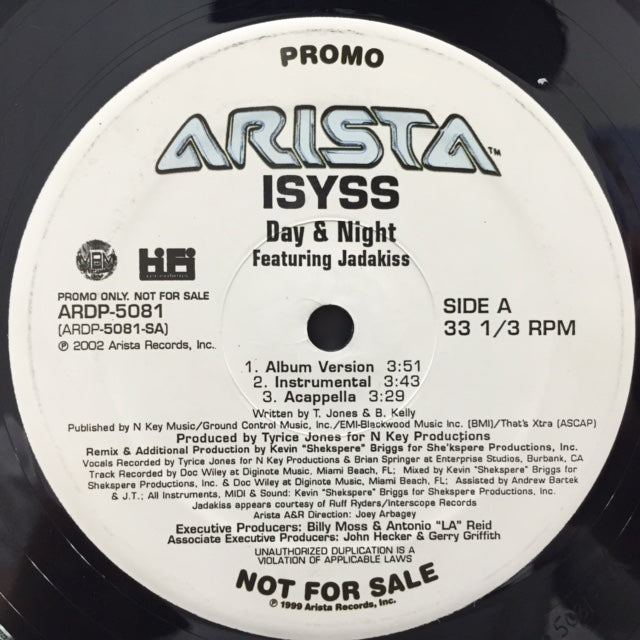 PROMO
ARISTA™
ISYSS
Day & Night
Featuring Jadakiss
HiFi
PROMO ONLY. NOT FOR SALE
ARDP-5081
(ARDP-5081-SA)
℗ 2002 Arista Records, Inc.
SIDE A
33 1/3 RPM
1. Album Version 3:51
2. Instrumental 3:43
3. Acappella 3:29
Written by T. Jones & B. Kelly
Published by N Key Music/Ground Control Music, Inc./EMI-Blackwood Music Inc. (BMI)/That's Xtra (ASCAP)
Produced by Tyrice Jones for N Key Productions
Remix & Additional Production by Kevin "Shekspere" Briggs for She'kspere Productions, Inc.
Vocals Recorded by Tyrice Jones for N Key Productions & Brian Springer at Enterprise Studios, Burbank, CA
Track Recorded by Doc Wiley at Diginote Music, Miami Beach, FL; Mixed by Kevin "Shekspere" Briggs for
Shekspere Productions, Inc. & Doc Wiley at Diginote Music, Miami Beach, FL; Assisted by Andrew Bartek
& J.T.; All Instruments, MIDI & Sound: Kevin "Shekspere" Briggs for Shekspere Productions, Inc.
Jadakiss appears courtesy of Ruff Ryders/Interscope Records
Arista A&R Direction: Joey Arbagey
Executive Producers: Billy Moss & Antonio "LA" Reid
Associate Executive Producers: John Hecker & Gerry Griffith
UNAUTHORIZED DUPLICATION IS A
VIOLATION OF APPLICABLE LAWS
NOT FOR SALE
℗ 1999 Arista Records, Inc.